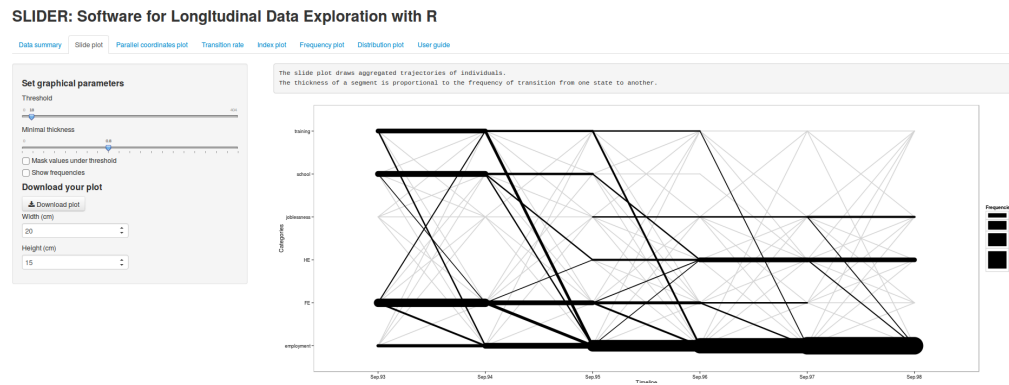 SLIDER: Software for LongItudinal Data Exploration with R
Data summary Slide plot Parallel coordinates plot Transition rate Index plot Frequency plot Distribution plot User guide
Set graphical parameters
Threshold
Minimal thickness
Mask values under threshold
Show frequencies
Download your plot
Download plot
Width (cm)
20
Height (cm)
15
The slide plot draws aggregated trajectories of individuals.
The thickness of a segment is proportional to the frequency of transition from one state to another.
Categories
training
school
joblessness
HE
FE
employment
Sep.93 Sep.94 Sep.95 Sep.96 Sep.97 Sep.98
Timeline